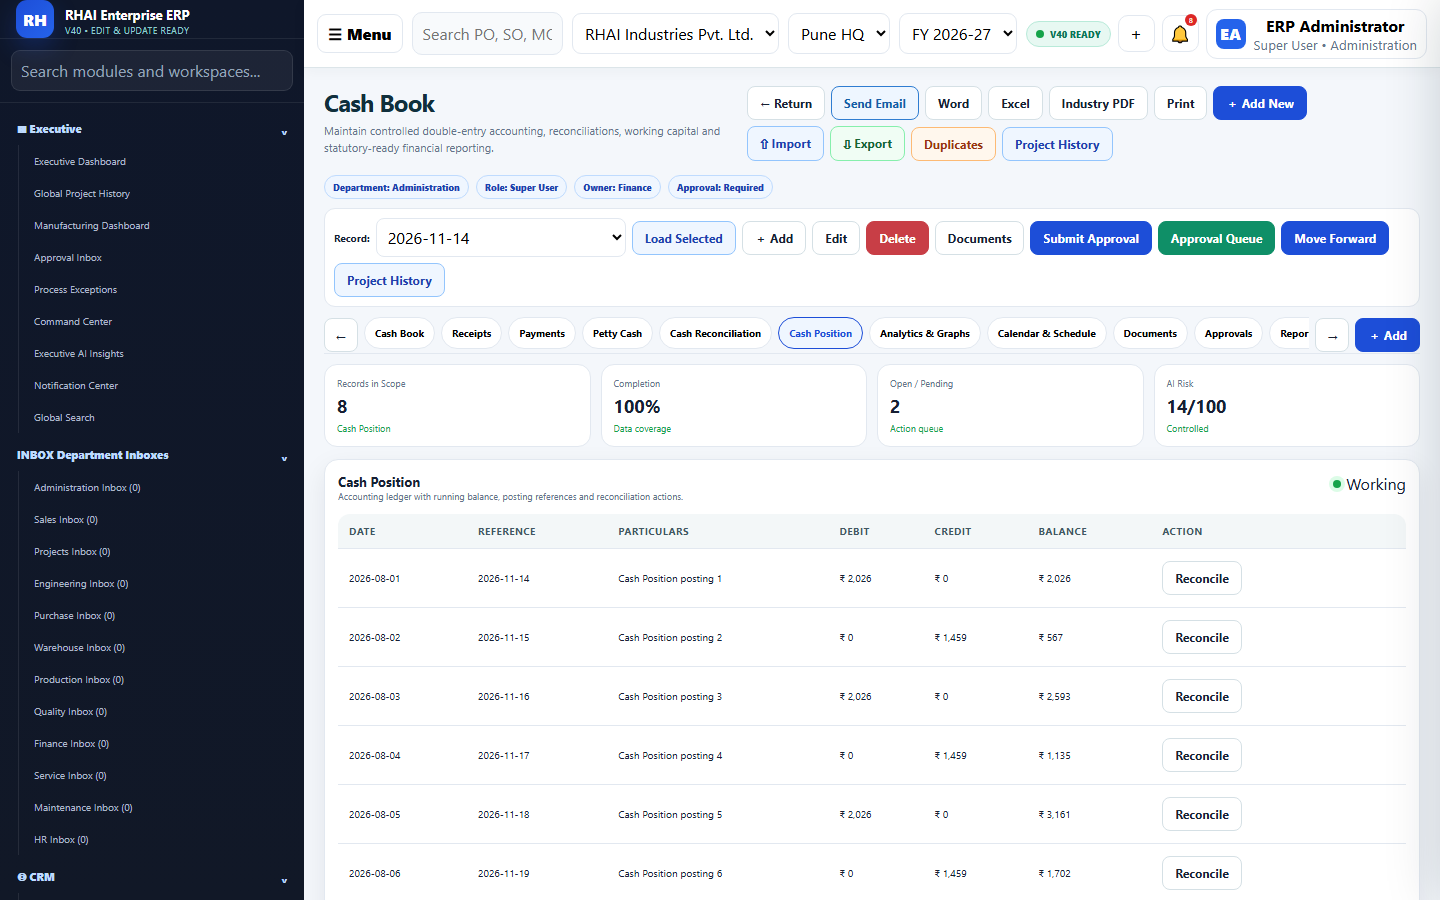 RH
RHAI Enterprise ERP
V40 • EDIT & UPDATE READY
Search modules and workspaces...
Executive
Executive Dashboard
Global Project History
Manufacturing Dashboard
Approval Inbox
Process Exceptions
Command Center
Executive AI Insights
Notification Center
Global Search
INBOX Department Inboxes
Administration Inbox (0)
Sales Inbox (0)
Projects Inbox (0)
Engineering Inbox (0)
Purchase Inbox (0)
Warehouse Inbox (0)
Production Inbox (0)
Quality Inbox (0)
Finance Inbox (0)
Service Inbox (0)
Maintenance Inbox (0)
HR Inbox (0)
CRM
☰ Menu
Search PO, SO, MC
RHAI Industries Pvt. Ltd.
Pune HQ
FY 2026-27
V40 READY
+
8
EA
ERP Administrator
Super User • Administration
Cash Book
Maintain controlled double-entry accounting, reconciliations, working capital and
statutory-ready financial reporting.
← Return
Send Email
Word
Excel
Industry PDF
Print
+ Add New
⇧ Import
⇩ Export
Duplicates
Project History
Department: Administration
Role: Super User
Owner: Finance
Approval: Required
Record:
2026-11-14
Load Selected
+ Add
Edit
Delete
Documents
Submit Approval
Approval Queue
Move Forward
Project History
←
Cash Book
Receipts
Payments
Petty Cash
Cash Reconciliation
Cash Position
Analytics & Graphs
Calendar & Schedule
Documents
Approvals
Repor
→
+ Add
Records in Scope
8
Cash Position
Completion
100%
Data coverage
Open / Pending
2
Action queue
AI Risk
14/100
Controlled
Cash Position
Accounting ledger with running balance, posting references and reconciliation actions.
Working
DATE REFERENCE PARTICULARS DEBIT CREDIT BALANCE ACTION
2026-08-01 2026-11-14 Cash Position posting 1 ₹ 2,026 ₹ 0 ₹ 2,026 Reconcile
2026-08-02 2026-11-15 Cash Position posting 2 ₹ 0 ₹ 1,459 ₹ 567 Reconcile
2026-08-03 2026-11-16 Cash Position posting 3 ₹ 2,026 ₹ 0 ₹ 2,593 Reconcile
2026-08-04 2026-11-17 Cash Position posting 4 ₹ 0 ₹ 1,459 ₹ 1,135 Reconcile
2026-08-05 2026-11-18 Cash Position posting 5 ₹ 2,026 ₹ 0 ₹ 3,161 Reconcile
2026-08-06 2026-11-19 Cash Position posting 6 ₹ 0 ₹ 1,459 ₹ 1,702 Reconcile